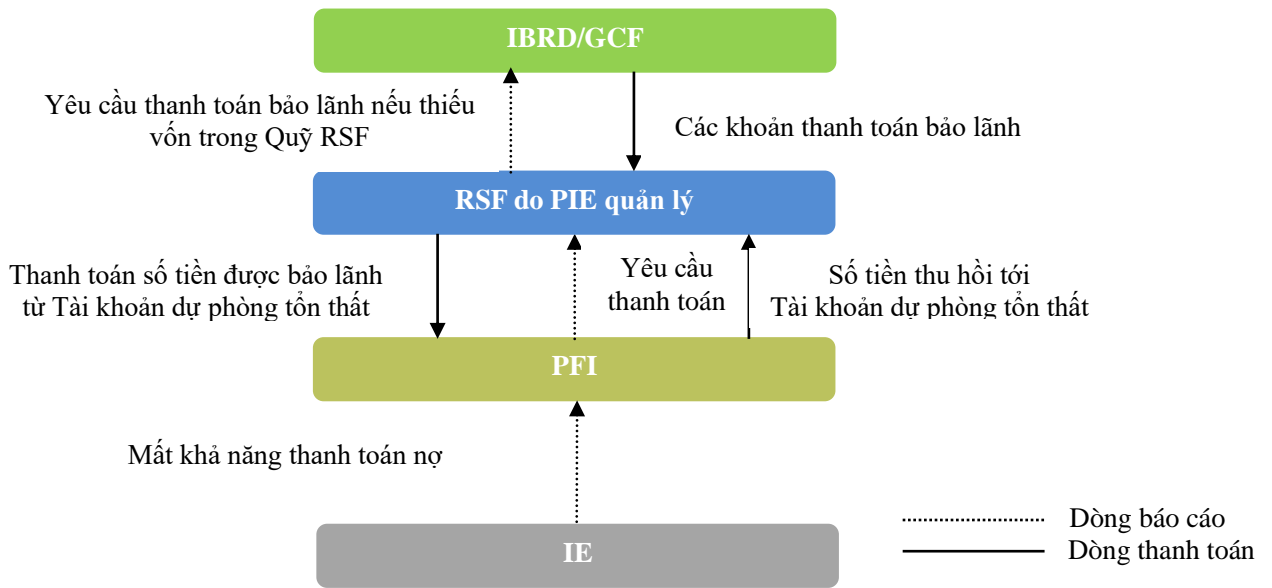 IBRD/GCF
Yêu cầu thanh toán bảo lãnh nếu thiếu
vốn trong Quỹ RSF
Các khoản thanh toán bảo lãnh
RSF do PIE quản lý
Thanh toán số tiền được bảo lãnh
từ Tài khoản dự phòng tổn thất
Yêu cầu
thanh toán
Số tiền thu hồi tới
Tài khoản dự phòng tổn thất
PFI
Mất khả năng thanh toán nợ
IE
Dòng báo cáo
Dòng thanh toán